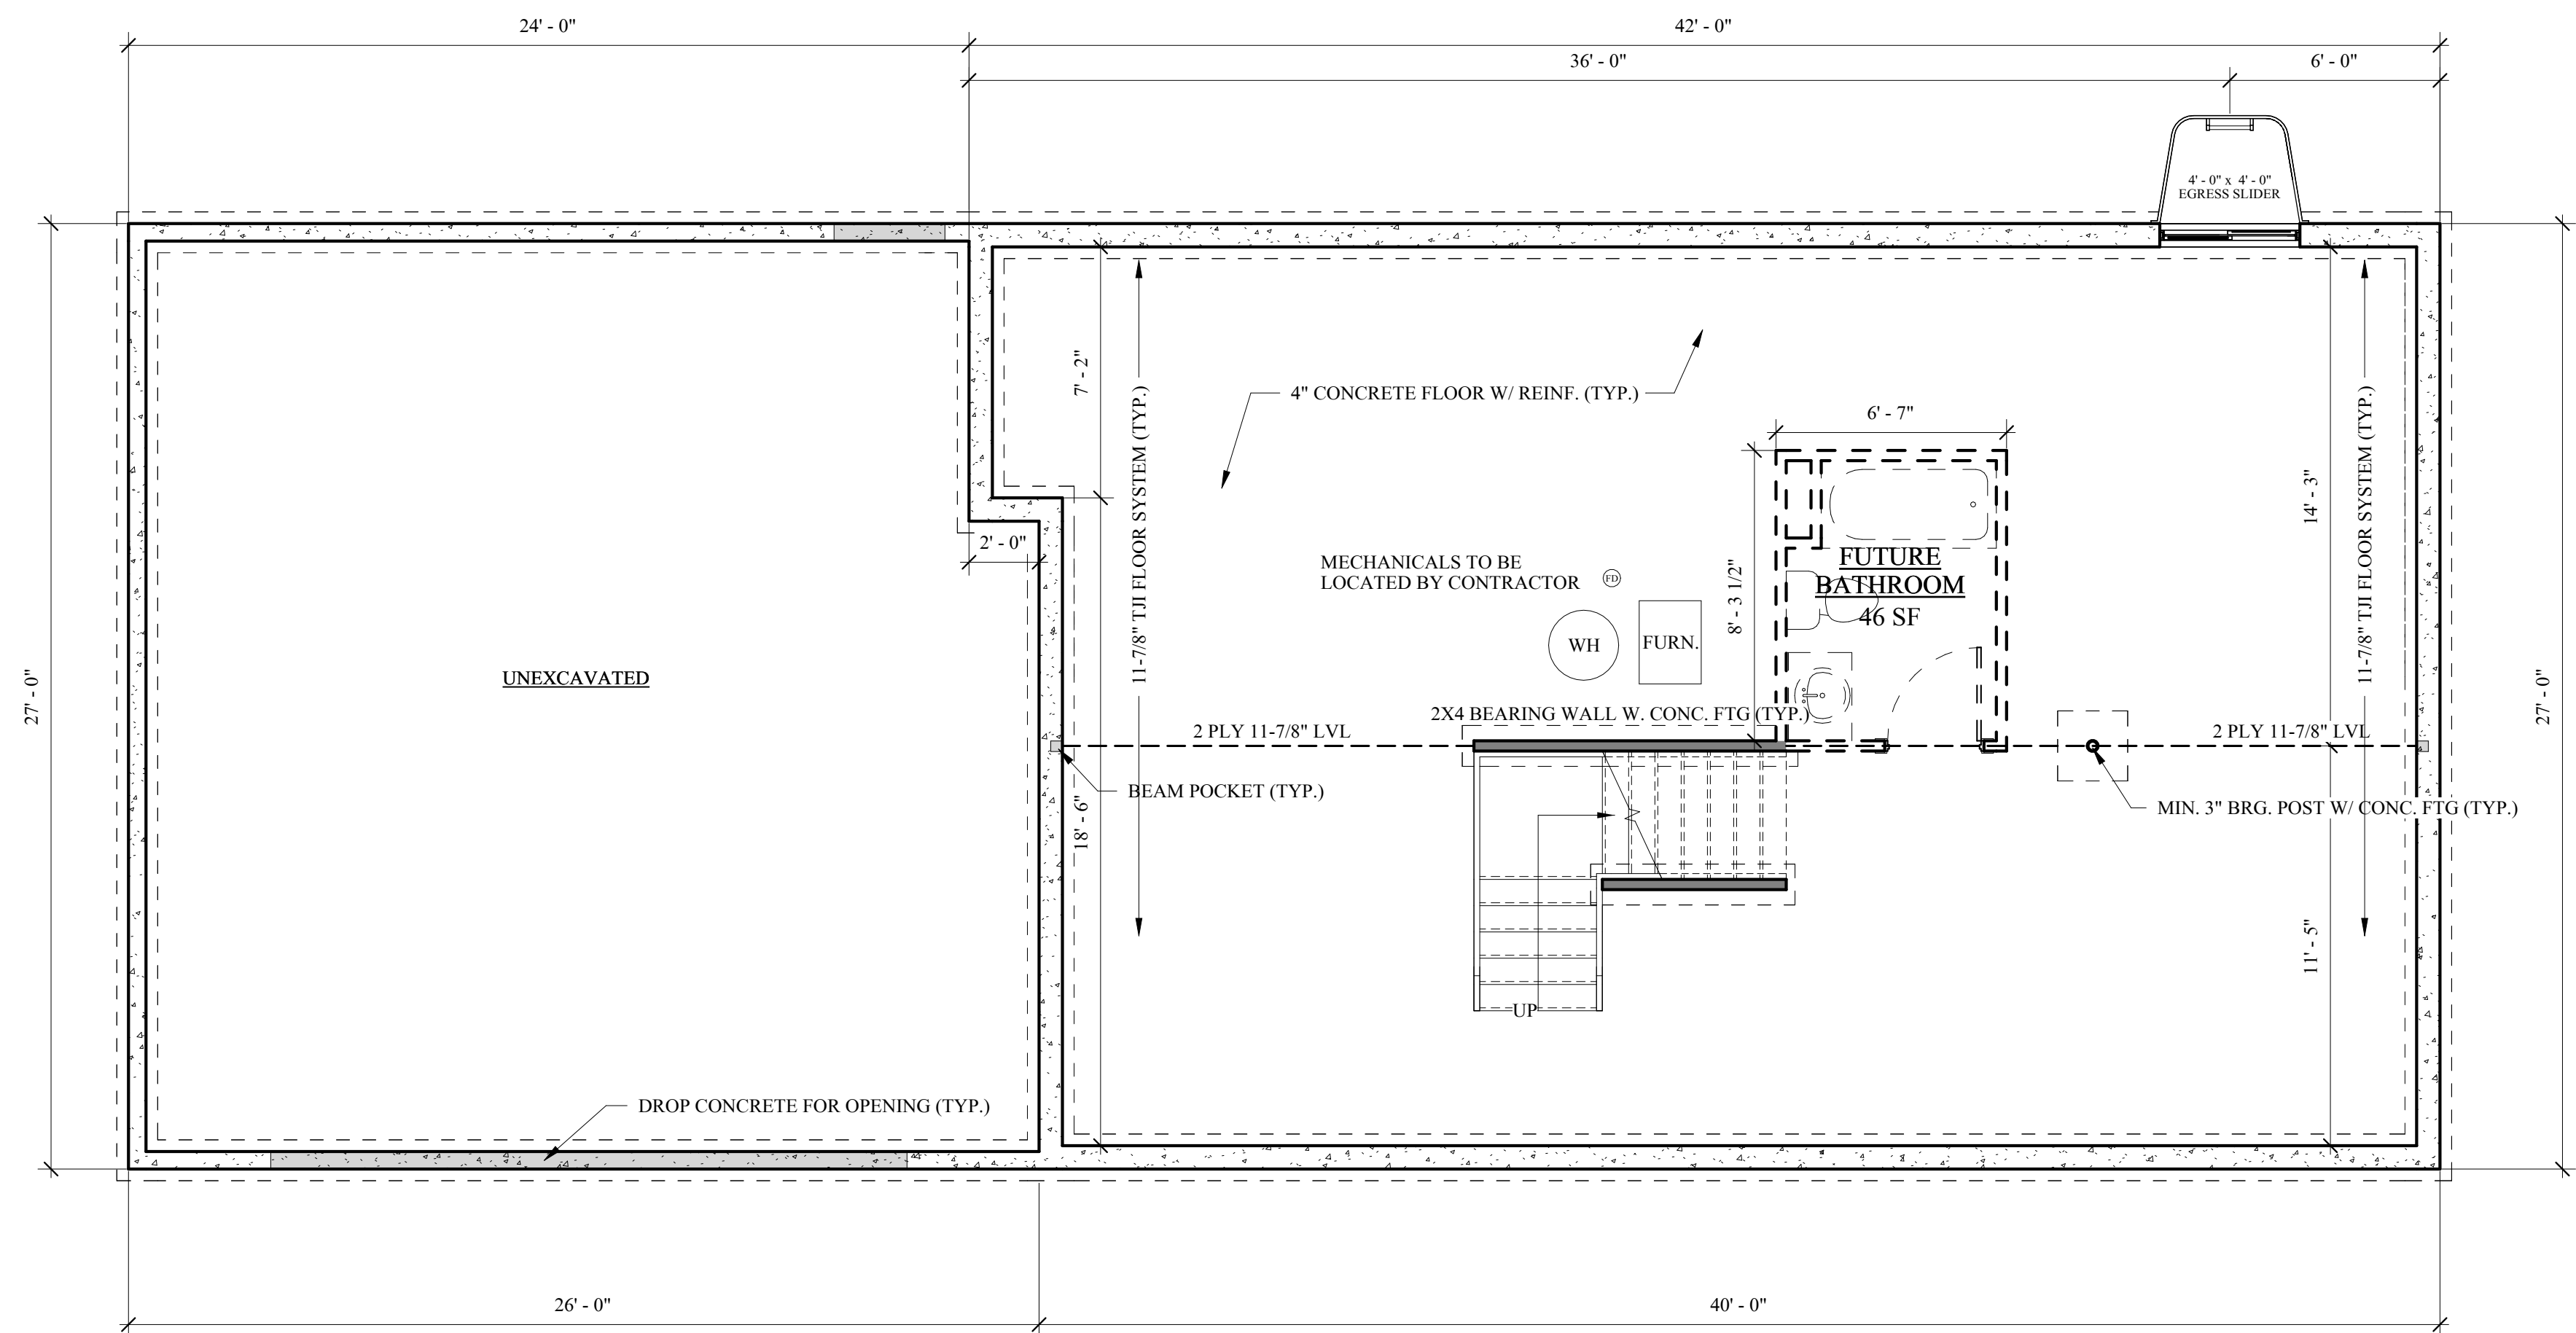 24' - 0"
42' - 0"
36' - 0"
6' - 0"
4' - 0" x 4' - 0"
EGRESS SLIDER
7' - 2"
11-7/8" TJI FLOOR SYSTEM (TYP.)
4" CONCRETE FLOOR W/ REINF. (TYP.)
6' - 7"
14' - 3"
11-7/8" TJI FLOOR SYSTEM (TYP.)
2' - 0"
MECHANICALS TO BE
LOCATED BY CONTRACTOR
FD
8' - 3 1/2"
FUTURE
BATHROOM
46 SF
WH
FURN.
27' - 0"
UNEXCAVATED
27' - 0"
2X4 BEARING WALL W. CONC. FTG (TYP.)
2 PLY 11-7/8" LVL
2 PLY 11-7/8" LVL
BEAM POCKET (TYP.)
MIN. 3" BRG. POST W/ CONC. FTG (TYP.)
18' - 6"
11' - 5"
UP
DROP CONCRETE FOR OPENING (TYP.)
26' - 0"
40' - 0"